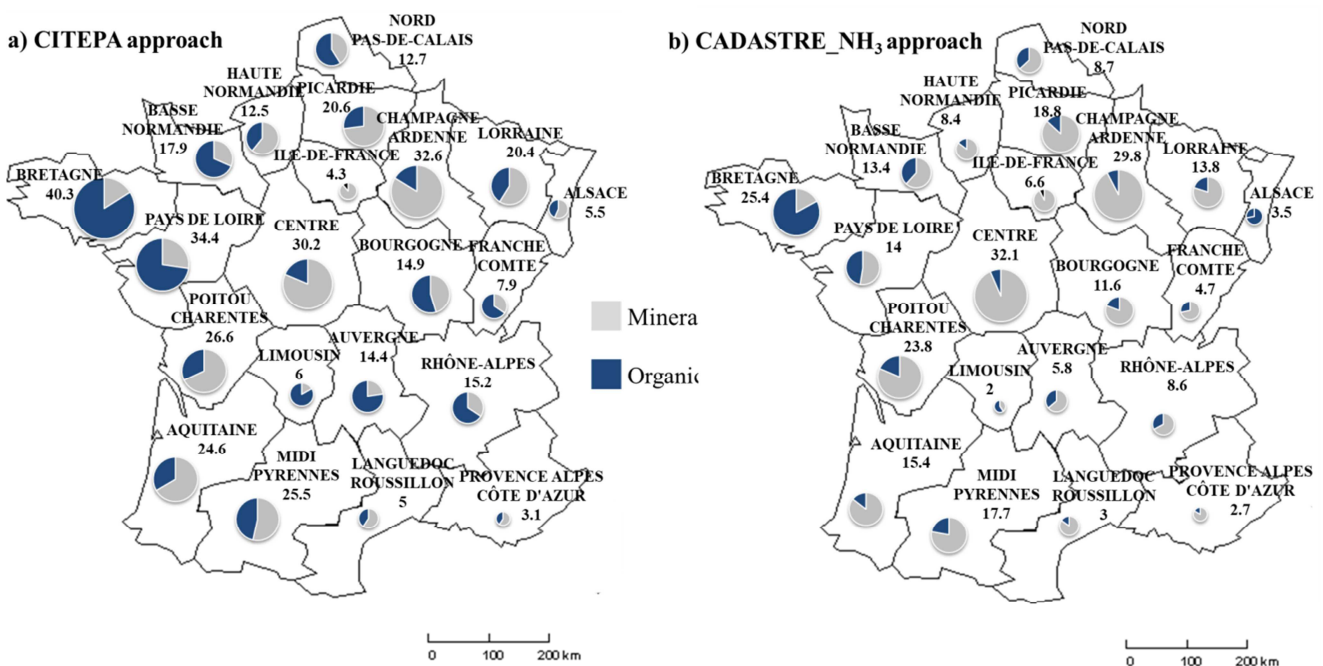 a) CITEPA approach
NORD
PAS-DE-CALAIS
12.7
HAUTE
NORMANDIE
12.5
PICARDIE
20.6
BASSE
NORMANDIE
17.9
CHAMPAGNE
ARDENNE
32.6
LORRAINE
20.4
ILE-DE-FRANCE
4.3
ALSACE
5.5
BRETAGNE
40.3
PAYS DE LOIRE
34.4
CENTRE
30.2
BOURGOGNE
14.9
FRANCHE
COMTE
7.9
POITOU
CHARENTES
26.6
LIMOUSIN
6
AUVERGNE
14.4
RHÔNE-ALPES
15.2
AQUITAINE
24.6
MIDI
PYRENNES
25.5
LANGUEDOC
ROUSSILLON
5
PROVENCE ALPES
CÔTE D'AZUR
3.1
0 100 200 km
Minera
Organic
b) CADASTRE_NH₃ approach
NORD
PAS-DE-CALAIS
8.7
HAUTE
NORMANDIE
8.4
PICARDIE
18.8
BASSE
NORMANDIE
13.4
CHAMPAGNE
ARDENNE
29.8
LORRAINE
13.8
ILE-DE-FRANCE
6.6
ALSACE
3.5
BRETAGNE
25.4
PAYS DE LOIRE
14
CENTRE
32.1
BOURGOGNE
11.6
FRANCHE
COMTE
4.7
POITOU
CHARENTES
23.8
LIMOUSIN
2
AUVERGNE
5.8
RHÔNE-ALPES
8.6
AQUITAINE
15.4
MIDI
PYRENNES
17.7
LANGUEDOC
ROUSSILLON
3
PROVENCE ALPES
CÔTE D'AZUR
2.7
0 100 200 km